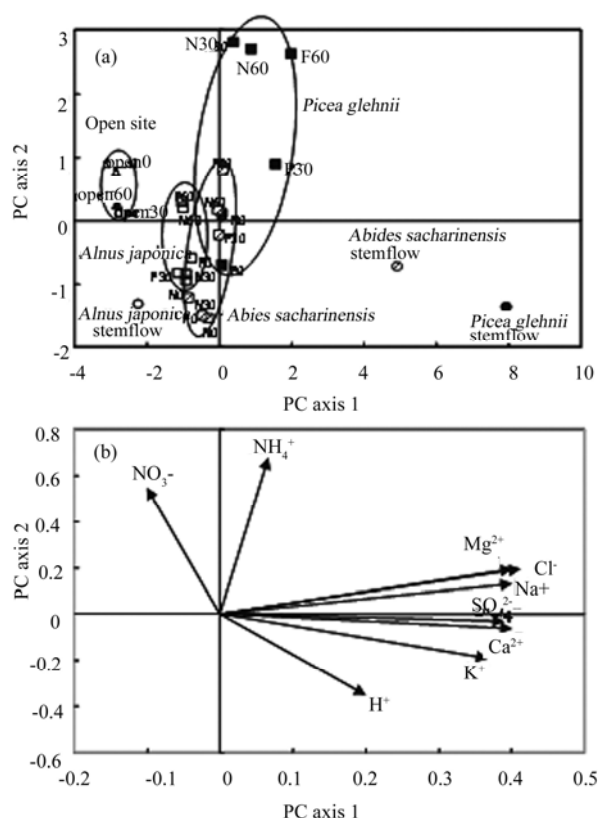 (a)
3
2
1
0
-1
-2
PC axis 2
N30
N60
F60
Picea glehnii
Open site
open0
open60
open30
P30
Alnus japonica
Abides sacharinensis
stemflow
Alnus japonica
stemflow
Abies sacharinensis
Picea glehnii
stemflow
-4 -2 0 2 4 6 8 10
PC axis 1
(b)
0.8
0.6
0.4
0.2
0
-0.2
-0.4
-0.6
PC axis 2
NO3-
NH4+
Mg2+
Cl-
Na+
SO42-
Ca2+
K+
H+
-0.2 -0.1 0 0.1 0.2 0.3 0.4 0.5
PC axis 1